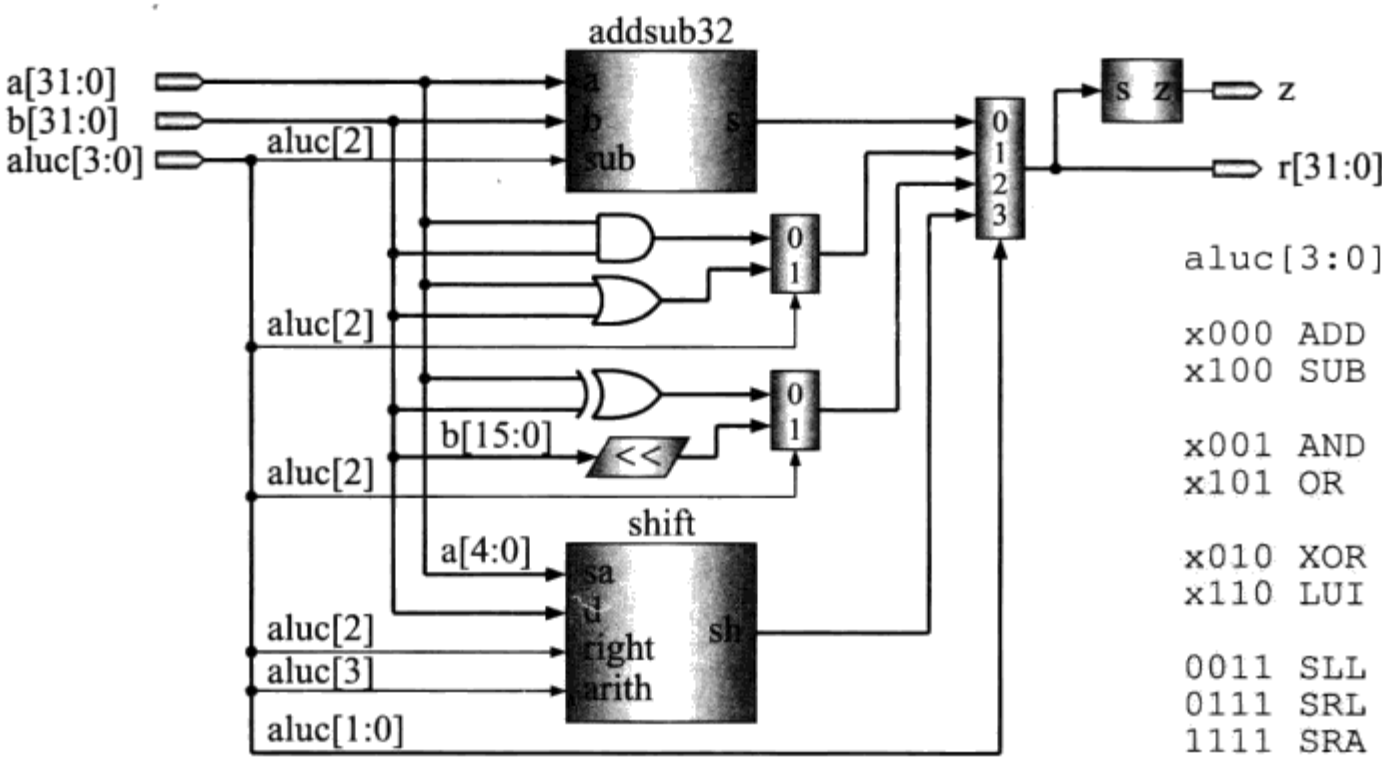 addsub32
a[31:0]
b[31:0]
aluc[3:0]
aluc[2]
a
b
sub
s
0
1
2
3
s z
z
r[31:0]
0
1
aluc[2]
0
1
b[15:0]
<<
aluc[2]
shift
a[4:0]
sa
d
right
arith
sh
aluc[2]
aluc[3]
aluc[1:0]
aluc[3:0]
x000 ADD
x100 SUB
x001 AND
x101 OR
x010 XOR
x110 LUI
0011 SLL
0111 SRL
1111 SRA